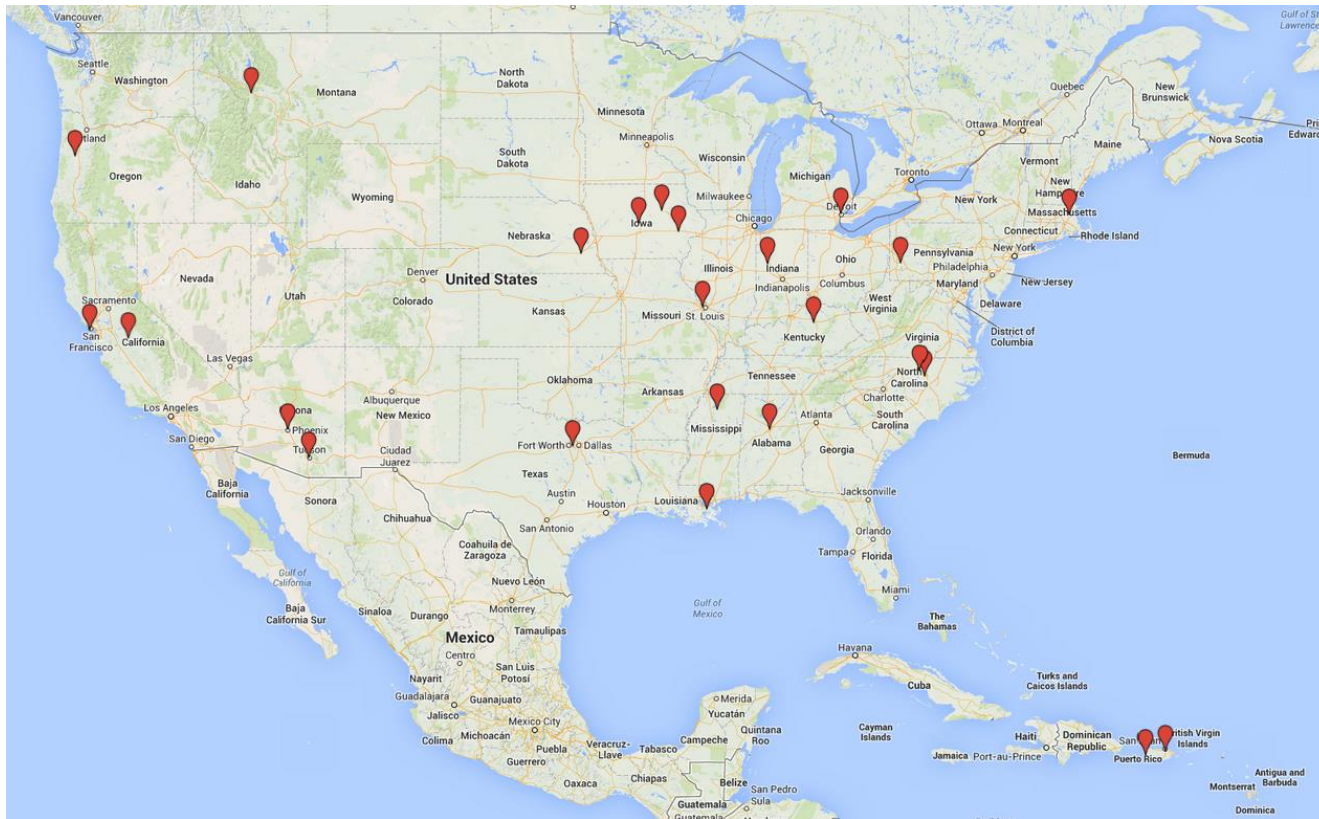 Vancouver
Seattle
Washington
Montana
North
Dakota
Minnesota
Minneapolis
Ottawa
Montreal
Quebec
New
Brunswick
Gulf of St
Lawrence
Prin
Edward
Nova Scotia
Maine
Vermont
New
Hampshire
Massachusetts
Connecticut
Rhode Island
New York
New York
Toronto
Oregon
Idaho
Wyoming
South
Dakota
Wisconsin
Milwaukee
Michigan
Detroit
Chicago
Iowa
Nebraska
Illinois
Indiana
Indianapolis
Ohio
Columbus
Pennsylvania
Philadelphia
Maryland
New Jersey
Delaware
District of
Columbia
West
Virginia
Virginia
Nevada
Utah
Denver
Colorado
United States
Kansas
Missouri
St. Louis
Kentucky
Sacramento
San
Francisco
California
Las Vegas
Los Angeles
San Diego
Phoenix
Albuquerque
New Mexico
Oklahoma
Arkansas
Tennessee
North
Carolina
Charlotte
South
Carolina
Atlanta
Georgia
Alabama
Mississippi
Fort Worth
Dallas
Texas
Austin
Houston
San Antonio
Louisiana
Jacksonville
Orlando
Tampa
Florida
Miami
Bermuda
Baja
California
Sonora
Ciudad
Juarez
Chihuahua
Coahuila de
Zaragoza
Gulf of
California
Baja
California Sur
Sinaloa
Durango
Nuevo León
Monterrey
Tamaulipas
Gulf of
Mexico
Mexico
Centro
Nayarit
San Luis
Potosí
Guadalajara
Jalisco
Guanajuato
Colima
Michoacán
Mexico City
Puebla
Guerrero
Veracruz-
Llave
Oaxaca
Tabasco
Chiapas
Merida
Yucatán
Campeche
Quintana
Roo
Belize
Guatemala
Guatemala
San Pedro
Sula
The
Bahamas
Havana
Cuba
Cayman
Islands
Jamaica
Turks and
Caicos Islands
Haiti
Port-au-Prince
Dominican
Republic
Puerto Rico
British Virgin
Islands
Montserrat
Antigua and
Barbuda
Dominica